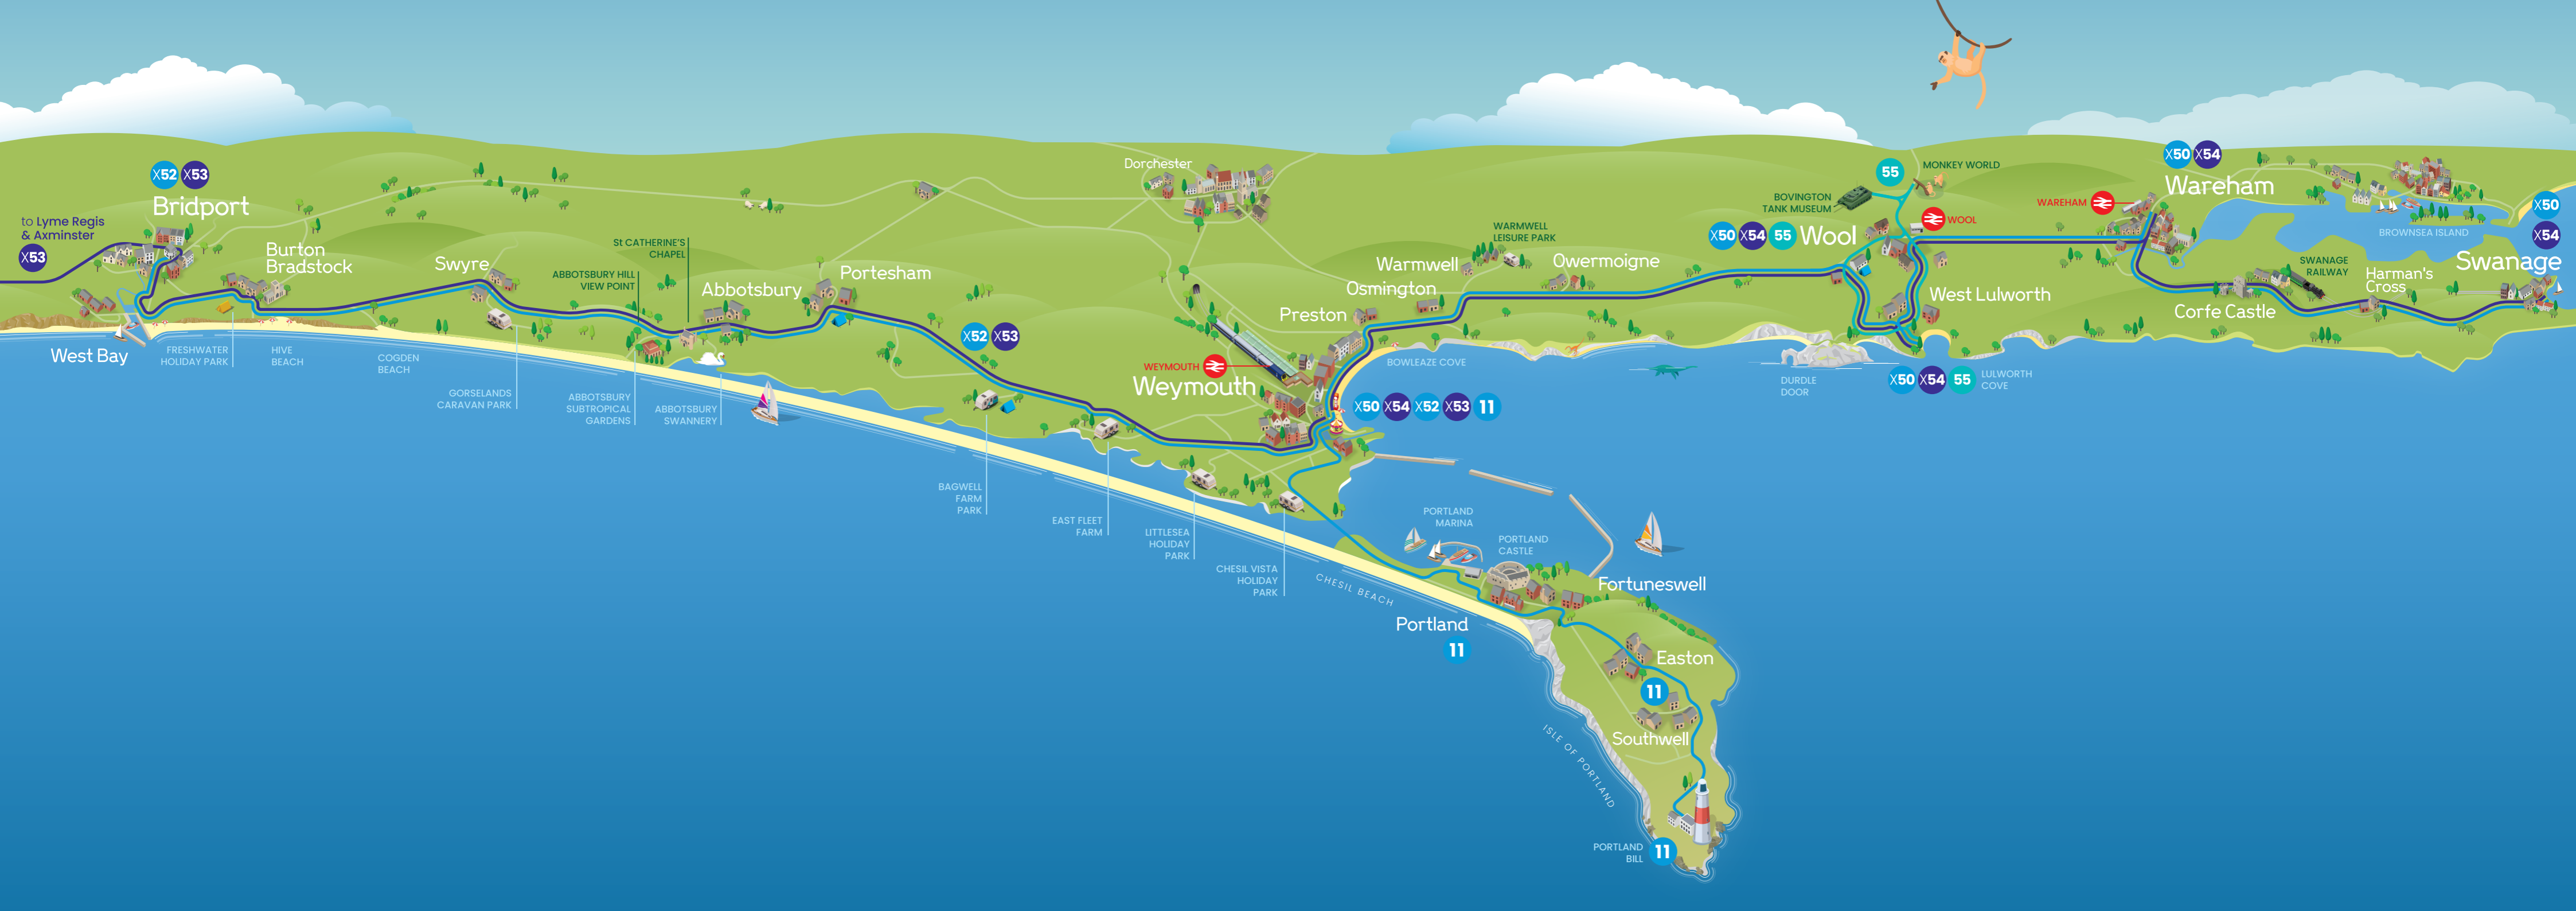 X52 X53
Bridport
to Lyme Regis
& Axminster
X53
Burton
Bradstock
West Bay
FRESHWATER
HOLIDAY PARK
HIVE
BEACH
COGDEN
BEACH
Swyre
GORSELANDS
CARAVAN PARK
St CATHERINE'S
CHAPEL
ABBOTSBURY HILL
VIEW POINT
Abbotsbury
ABBOTSBURY
SUBTROPICAL
GARDENS
ABBOTSBURY
SWANNERY
Portesham
X52 X53
BAGWELL
FARM
PARK
EAST FLEET
FARM
LITTLESEA
HOLIDAY
PARK
CHESIL VISTA
HOLIDAY
PARK
CHESIL BEACH
Dorchester
WEYMOUTH
Weymouth
X50 X54 X52 X53 11
Preston
Osmington
Warmwell
WARMWELL
LEISURE PARK
Owermoigne
BOWLEAZE COVE
PORTLAND
MARINA
PORTLAND
CASTLE
Fortuneswell
Portland
11
Easton
11
Southwell
ISLE OF PORTLAND
PORTLAND
BILL
11
55
MONKEY WORLD
BOVINGTON
TANK MUSEUM
WOOL
X50 X54 55 Wool
West Lulworth
DURDLE
DOOR
X50 X54 55
LULWORTH
COVE
X50 X54
Wareham
WAREHAM
BROWNSEA ISLAND
Corfe Castle
SWANAGE
RAILWAY
Harman's
Cross
X50
X54
Swanage